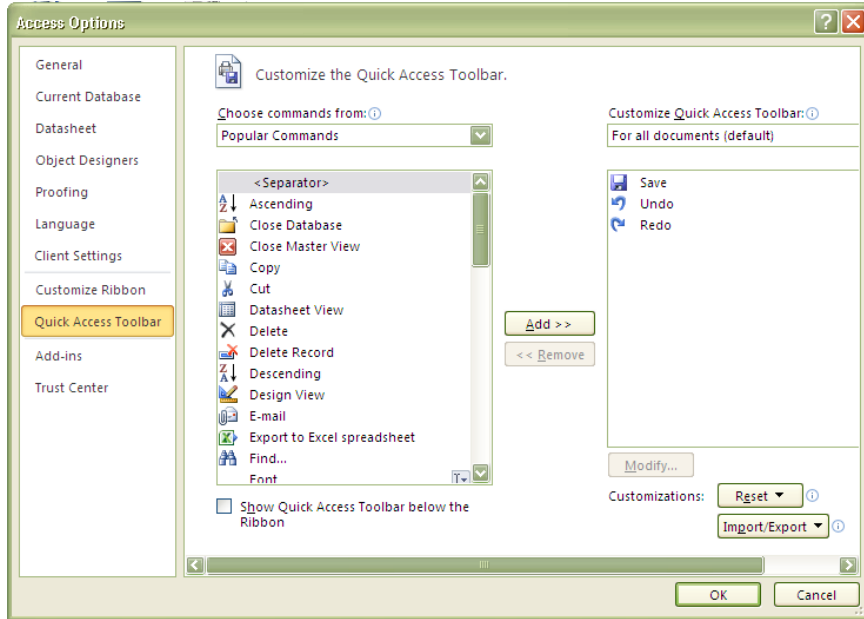 Access Options
General
Current Database
Datasheet
Object Designers
Proofing
Language
Client Settings
Customize Ribbon
Quick Access Toolbar
Add-ins
Trust Center
Customize the Quick Access Toolbar.
Choose commands from:
Popular Commands
<Separator>
Ascending
Close Database
Close Master View
Copy
Cut
Datasheet View
Delete
Delete Record
Descending
Design View
E-mail
Export to Excel spreadsheet
Find...
Font
Show Quick Access Toolbar below the
Ribbon
Add >>
<< Remove
Customize Quick Access Toolbar:
For all documents (default)
Save
Undo
Redo
Modify...
Customizations:
Reset
Import/Export
OK
Cancel